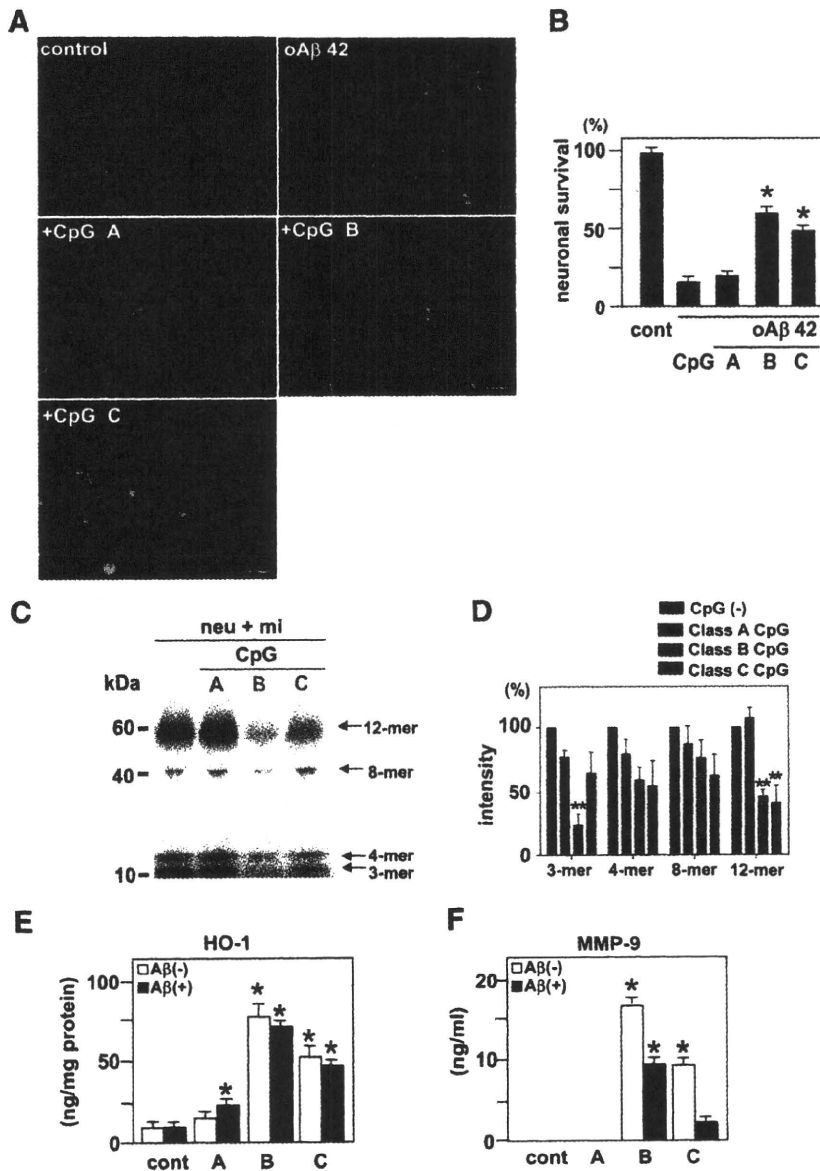 A
control
oAβ 42
+CpG A
+CpG B
+CpG C
B
(%)
100
50
0
neuronal survival
*
*
cont
oAβ 42
CpG A B C
C
neu + mi
CpG
kDa
A B C
60
12-mer
40
8-mer
4-mer
10
3-mer
D
CpG (-)
Class A CpG
Class B CpG
Class C CpG
(%)
100
50
0
intensity
**
**
**
3-mer 4-mer 8-mer 12-mer
E
HO-1
Aβ(-)
Aβ(+)
100
50
0
(ng/mg protein)
*
*
*
*
*
cont A B C
F
MMP-9
Aβ(-)
Aβ(+)
20
10
0
(ng/ml)
*
*
*
cont A B C